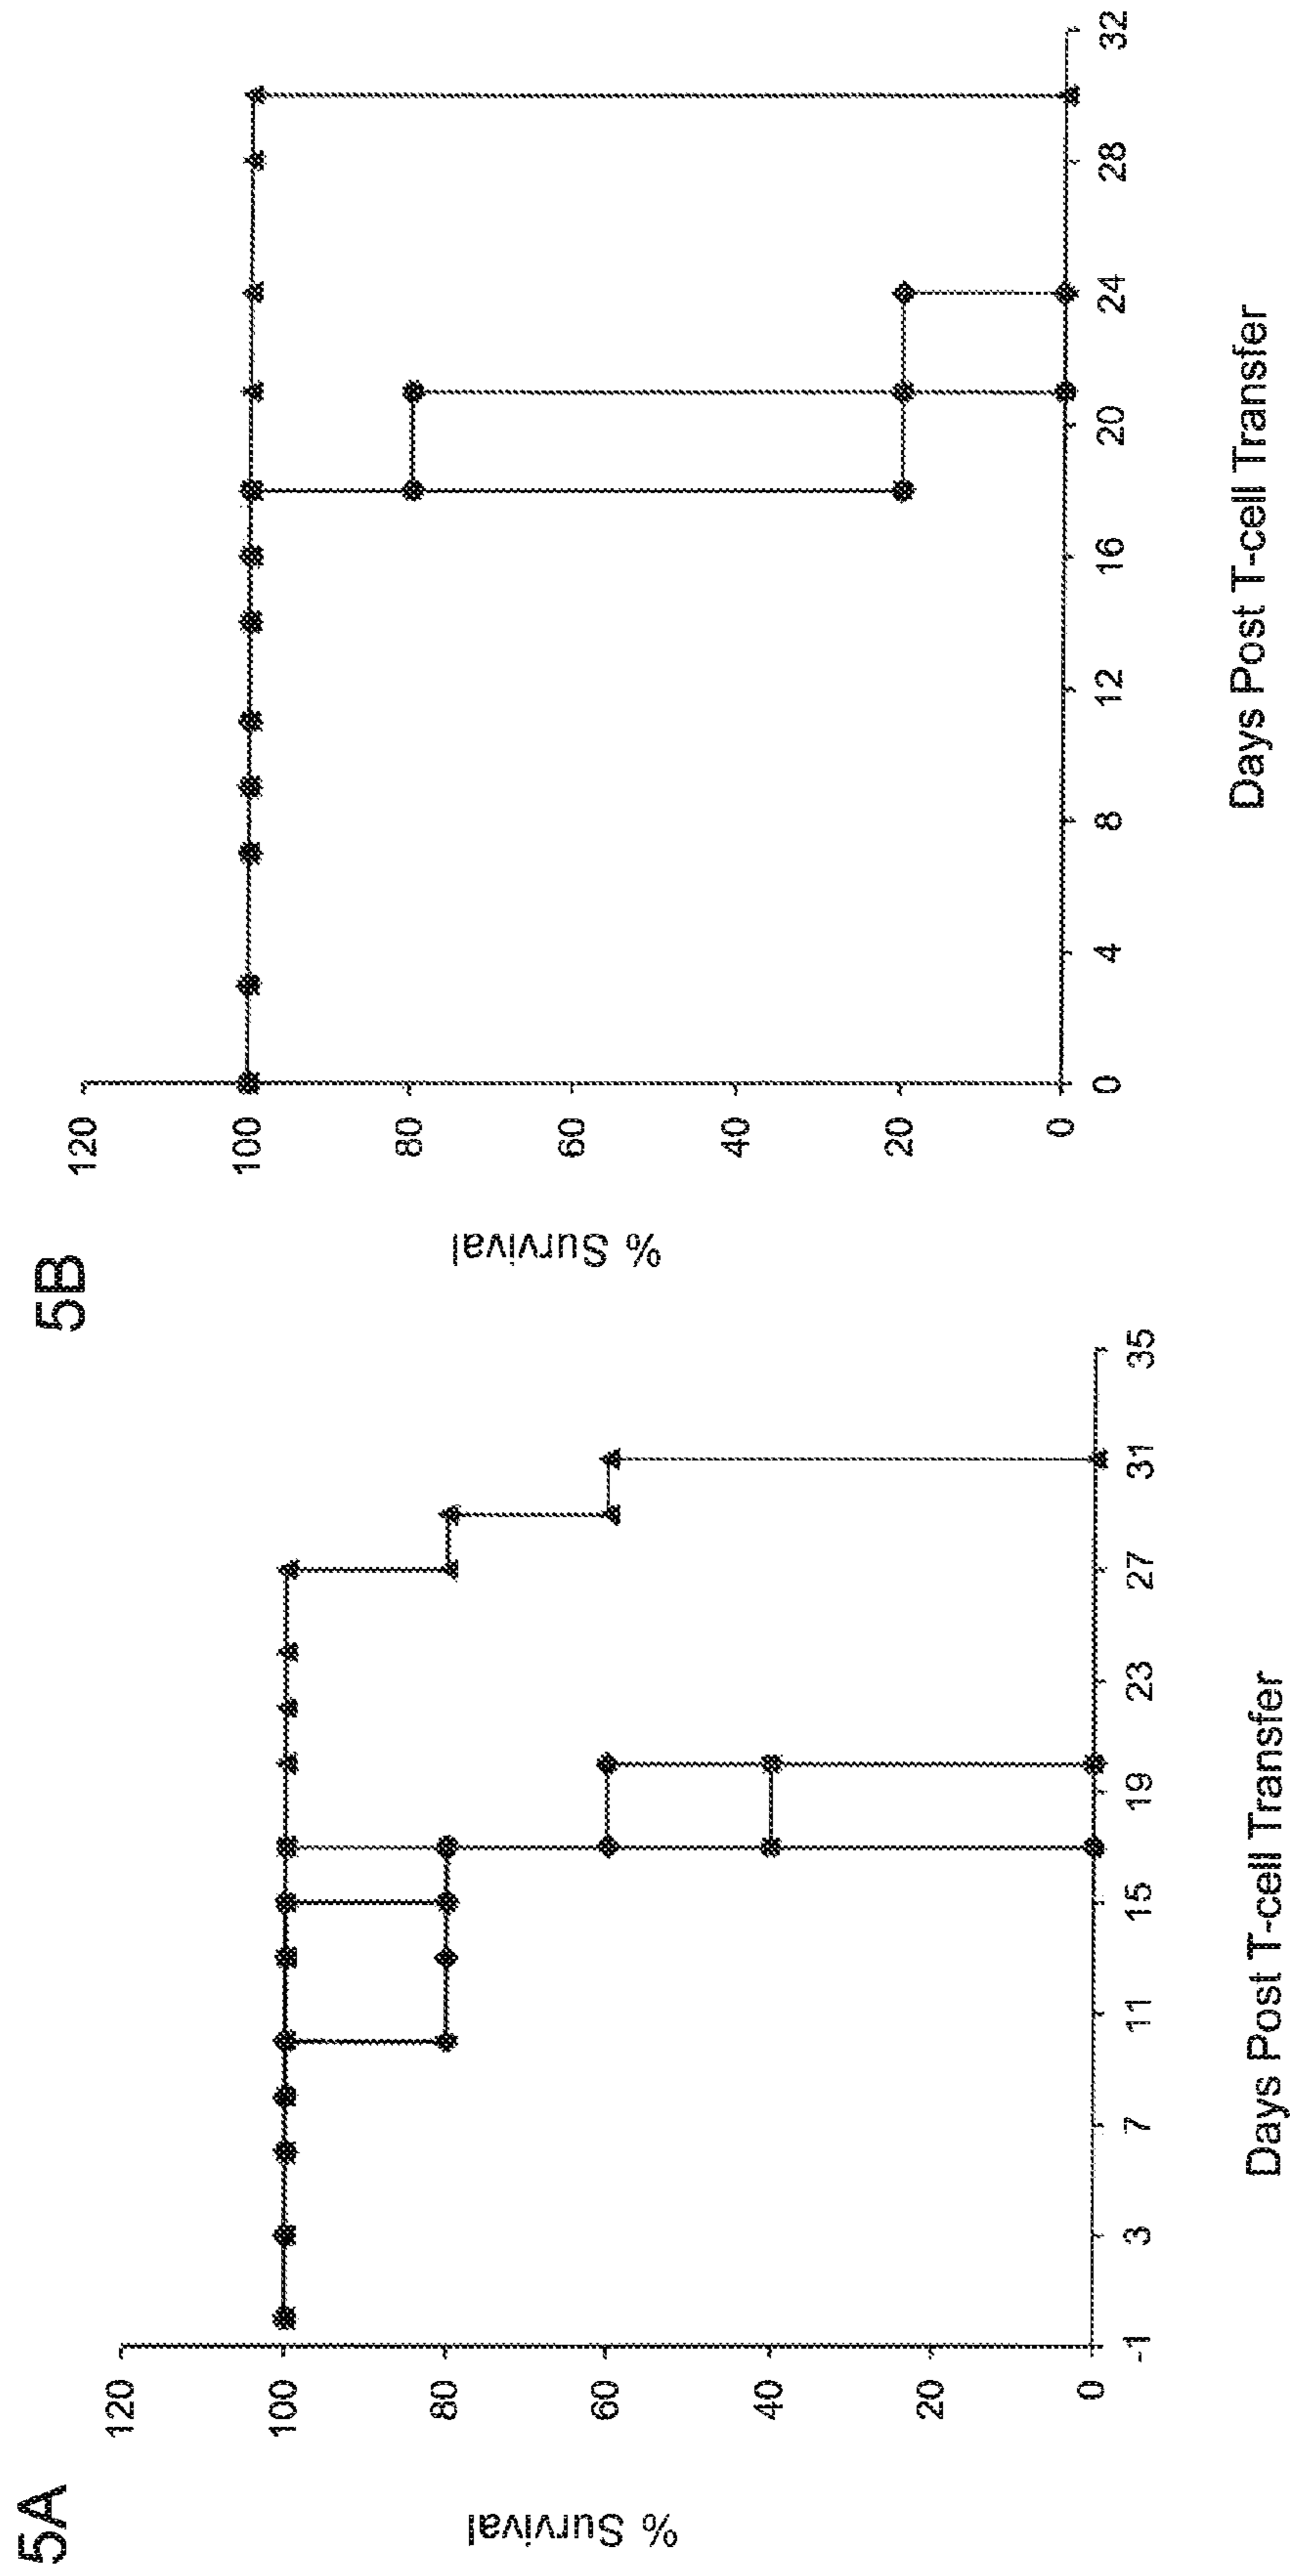 5A
% Survival
120
100
80
60
40
20
0
-1 3 7 11 15 19 23 27 31 35
Days Post T-cell Transfer
5B
% Survival
120
100
80
60
40
20
0
0 4 8 12 16 20 24 28 32
Days Post T-cell Transfer